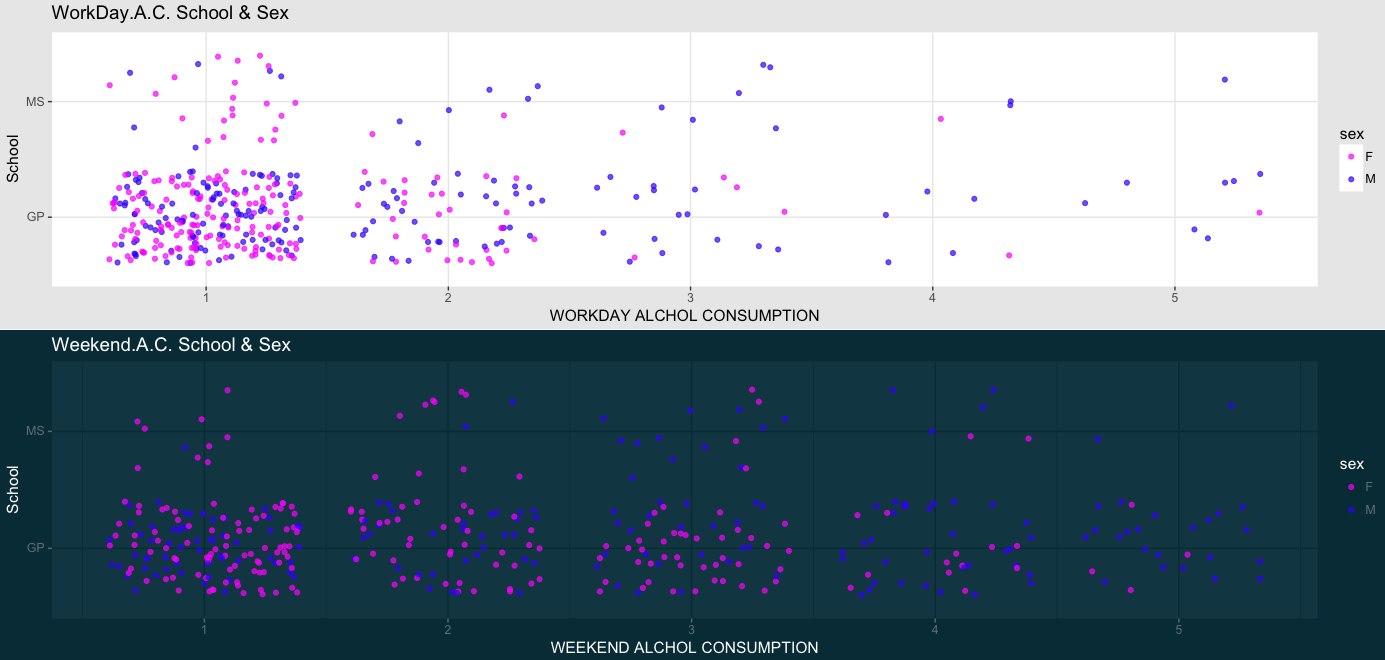 WorkDay.A.C. School & Sex
School
MS
GP
1 2 3 4 5
WORKDAY ALCHOL CONSUMPTION
sex
F
M
Weekend.A.C. School & Sex
School
MS
GP
1 2 3 4 5
WEEKEND ALCHOL CONSUMPTION
sex
F
M